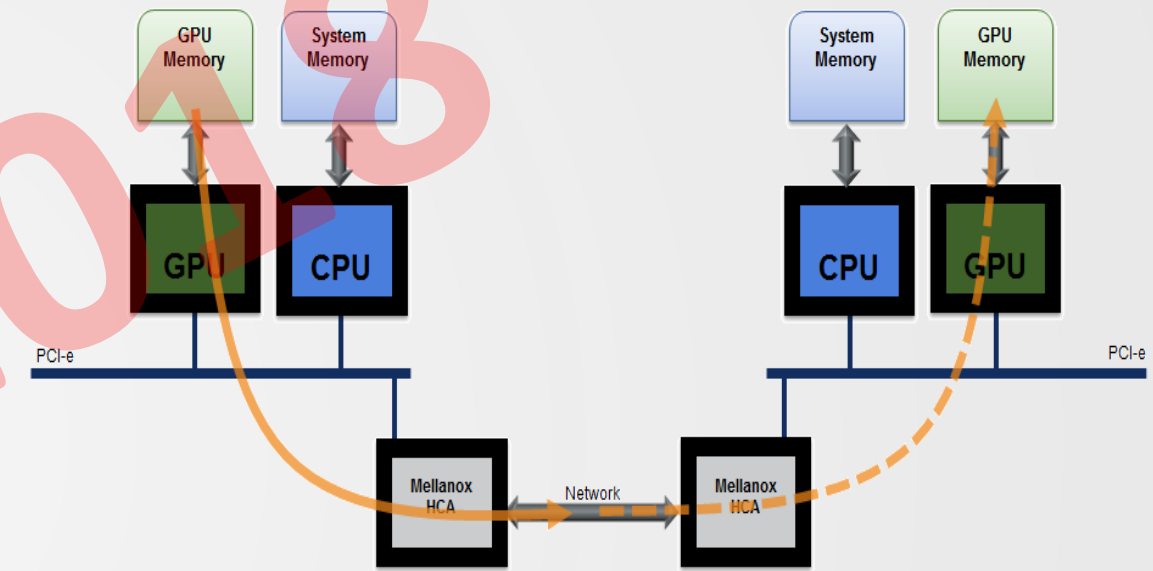 GPU
Memory
System
Memory
System
Memory
GPU
Memory
GPU
CPU
CPU
GPU
PCI-e
PCI-e
Mellanox
HCA
Network
Mellanox
HCA
018